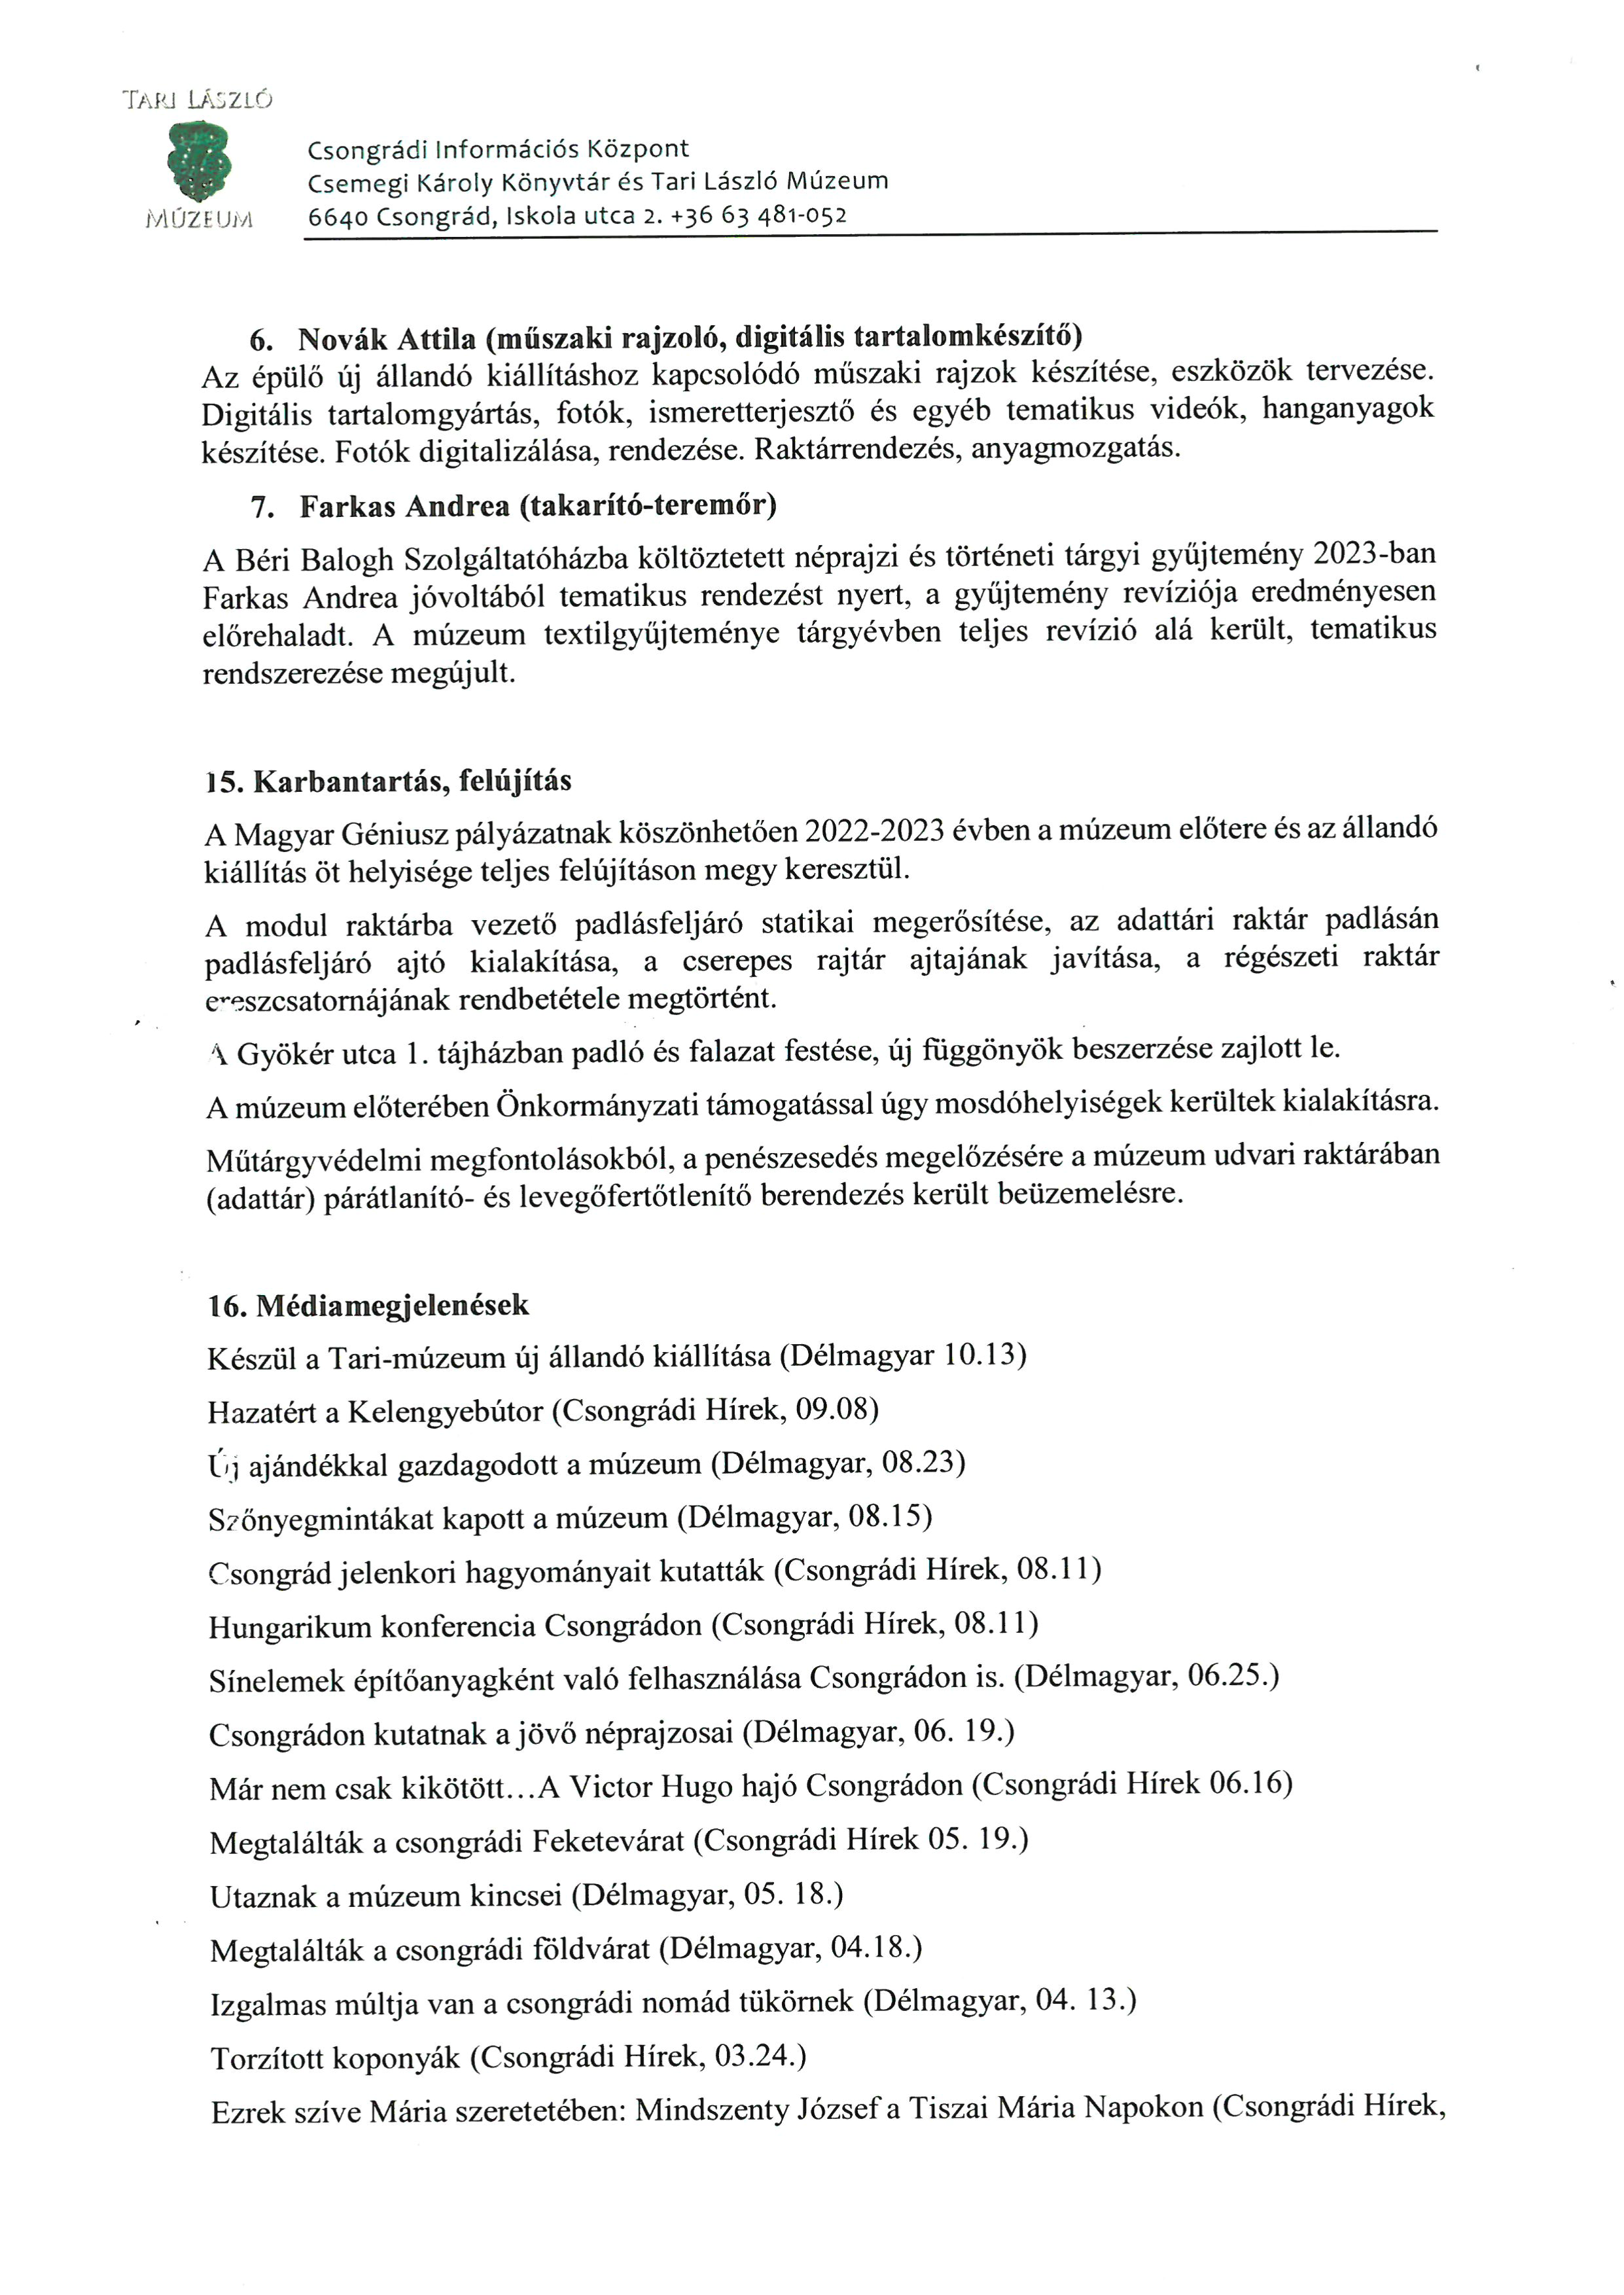 TARI LÁSZLÓ
MÚZEUM
Csongrádi Információs Központ
Csemegi Károly Könyvtár és Tari László Múzeum
6640 Csongrád, Iskola utca 2. +36 63 481-052
6. Novák Attila (műszaki rajzoló, digitális tartalomkészítő)
Az épülő új állandó kiállításhoz kapcsolódó műszaki rajzok készítése, eszközök tervezése.
Digitális tartalomgyártás, fotók, ismeretterjesztő és egyéb tematikus videók, hanganyagok
készítése. Fotók digitalizálása, rendezése. Raktárrendezés, anyagmozgatás.
7. Farkas Andrea (takarító-teremőr)
A Béri Balogh Szolgáltatóházba költöztetett néprajzi és történeti tárgyi gyűjtemény 2023-ban
Farkas Andrea jóvoltából tematikus rendezést nyert, a gyűjtemény revíziója eredményesen
előrehaladt. A múzeum textilgyűjteménye tárgyévben teljes revízió alá került, tematikus
rendszerezése megújult.
15. Karbantartás, felújítás
A Magyar Géniusz pályázatnak köszönhetően 2022-2023 évben a múzeum előtere és az állandó
kiállítás öt helyisége teljes felújításon megy keresztül.
A modul raktárba vezető padlásfeljáró statikai megerősítése, az adattári raktár padlásán
padlásfeljáró ajtó kialakítása, a cserepes rajtár ajtajának javítása, a régészeti raktár
ereszcsatornájának rendbetétele megtörtént.
A Gyökér utca 1. tájházban padló és falazat festése, új függönyök beszerzése zajlott le.
A múzeum előterében Önkormányzati támogatással úgy mosdóhelyiségek kerültek kialakításra.
Műtárgyvédelmi megfontolásokból, a penészesedés megelőzésére a múzeum udvari raktárában
(adattár) párátlanító- és levegőfertőtlenítő berendezés került beüzemelésre.
16. Médiamegjelenések
Készül a Tari-múzeum új állandó kiállítása (Délmagyar 10.13)
Hazatért a Kelengyebútor (Csongrádi Hírek, 09.08)
Új ajándékkal gazdagodott a múzeum (Délmagyar, 08.23)
Szőnyegmintákat kapott a múzeum (Délmagyar, 08.15)
Csongrád jelenkori hagyományait kutatták (Csongrádi Hírek, 08.11)
Hungarikum konferencia Csongrádon (Csongrádi Hírek, 08.11)
Sínelemek építőanyagként való felhasználása Csongrádon is. (Délmagyar, 06.25.)
Csongrádon kutatnak a jövő néprajzosai (Délmagyar, 06. 19.)
Már nem csak kikötött…A Victor Hugo hajó Csongrádon (Csongrádi Hírek 06.16)
Megtalálták a csongrádi Feketevárat (Csongrádi Hírek 05. 19.)
Utaznak a múzeum kincsei (Délmagyar, 05. 18.)
Megtalálták a csongrádi földvárat (Délmagyar, 04.18.)
Izgalmas múltja van a csongrádi nomád tükörnek (Délmagyar, 04. 13.)
Torzított koponyák (Csongrádi Hírek, 03.24.)
Ezrek szíve Mária szeretetében: Mindszenty József a Tiszai Mária Napokon (Csongrádi Hírek,